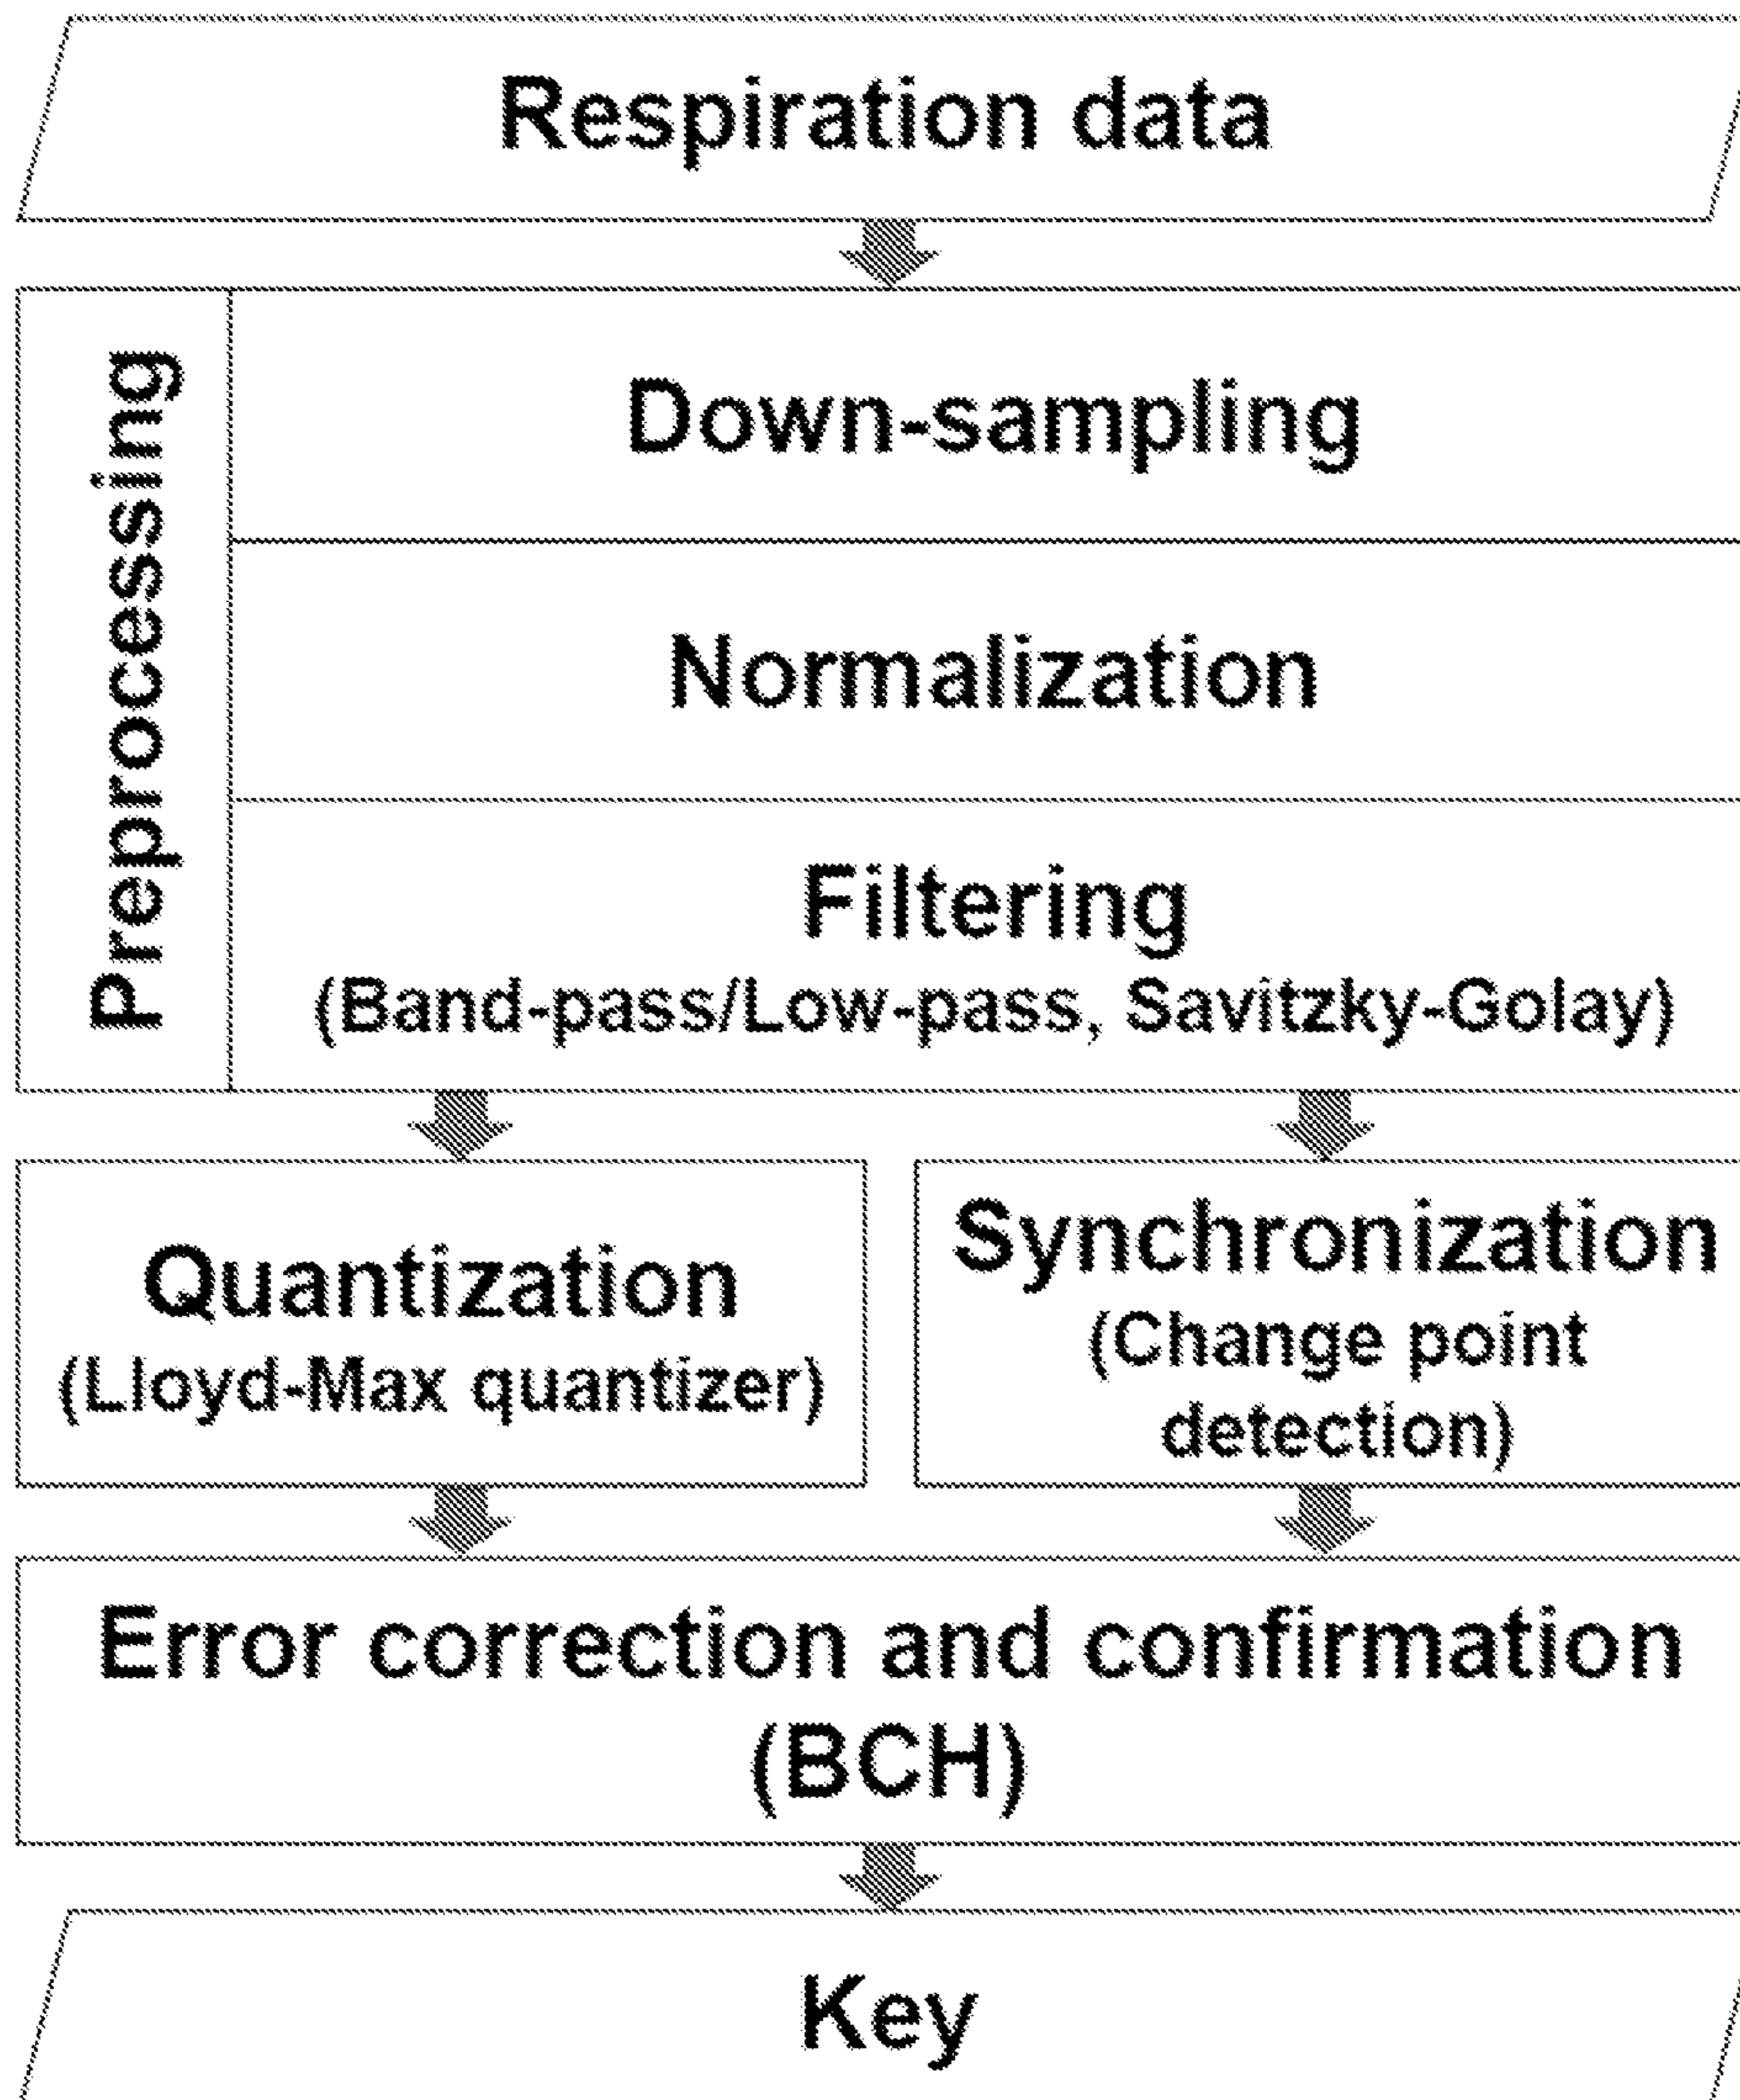 Respiration data
Preprocessing
Down-sampling
Normalization
Filtering
(Band-pass/Low-pass, Savitzky-Golay)
Quantization
(Lloyd-Max quantizer)
Synchronization
(Change point
detection)
Error correction and confirmation
(BCH)
Key